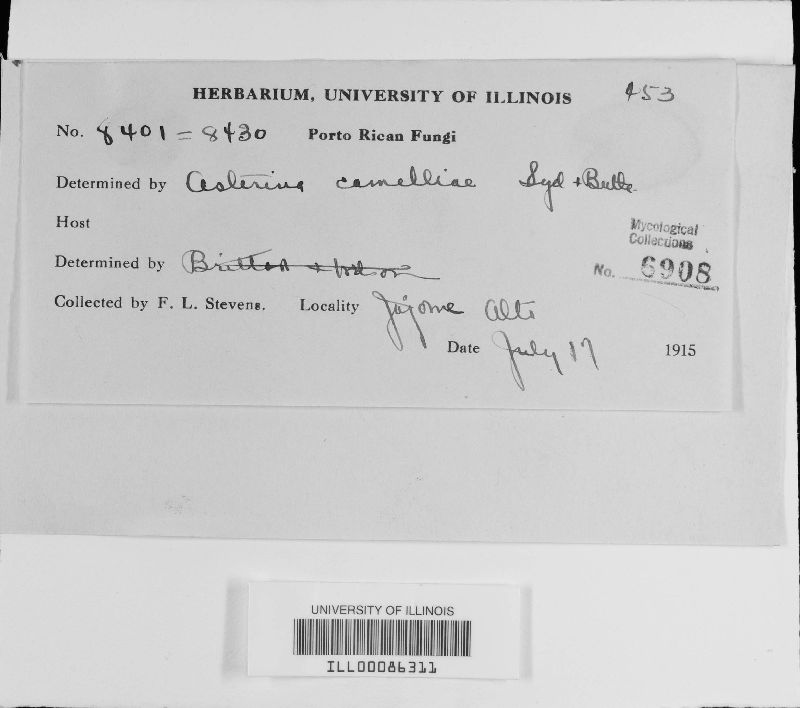 HERBARIUM, UNIVERSITY OF ILLINOIS 453
No. 8401 = 8430 Porto Rican Fungi
Determined by Asterina camelliae Syd + Butler
Host
Mycological
Collections
Determined by Britton + Wilson
No. 6908
Collected by F. L. Stevens. Locality Jajome Alto
Date July 17 1915
UNIVERSITY OF ILLINOIS
ILL00086311